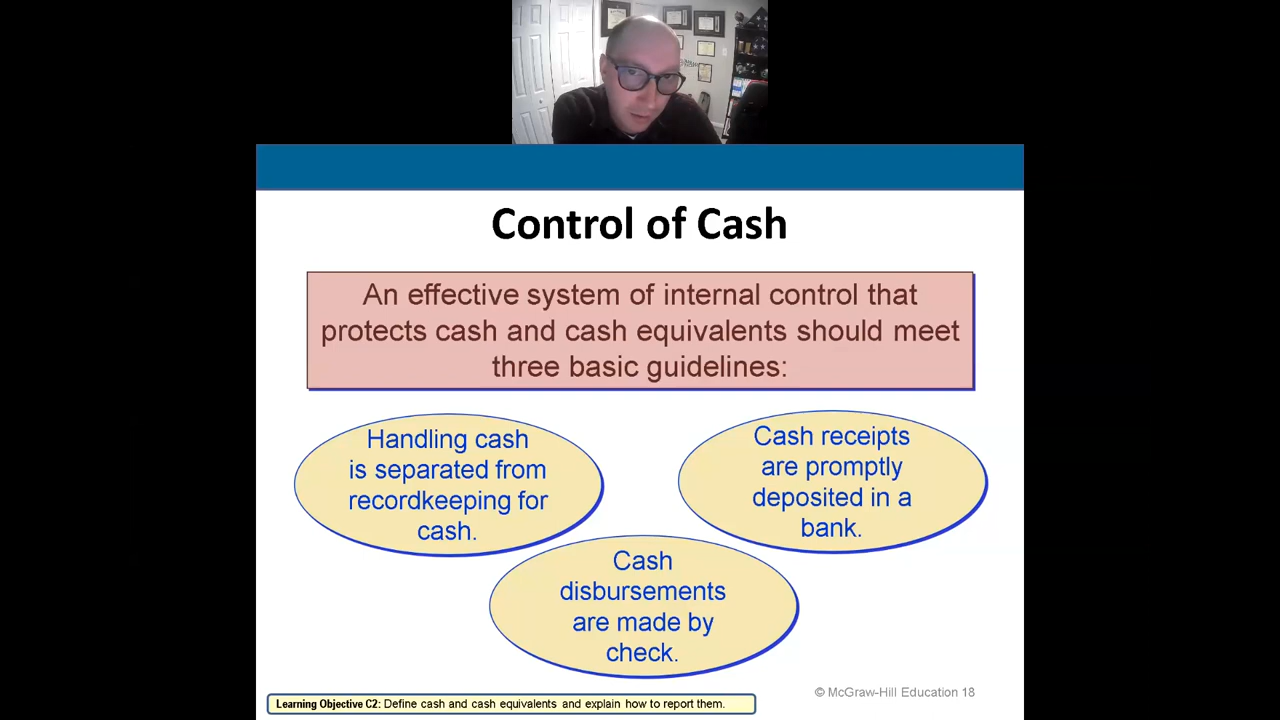 Control of Cash
An effective system of internal control that
protects cash and cash equivalents should meet
three basic guidelines:
Handling cash
is separated from
recordkeeping for
cash.
Cash receipts
are promptly
deposited in a
bank.
Cash
disbursements
are made by
check.
© McGraw-Hill Education 18
Learning Objective C2: Define cash and cash equivalents and explain how to report them.